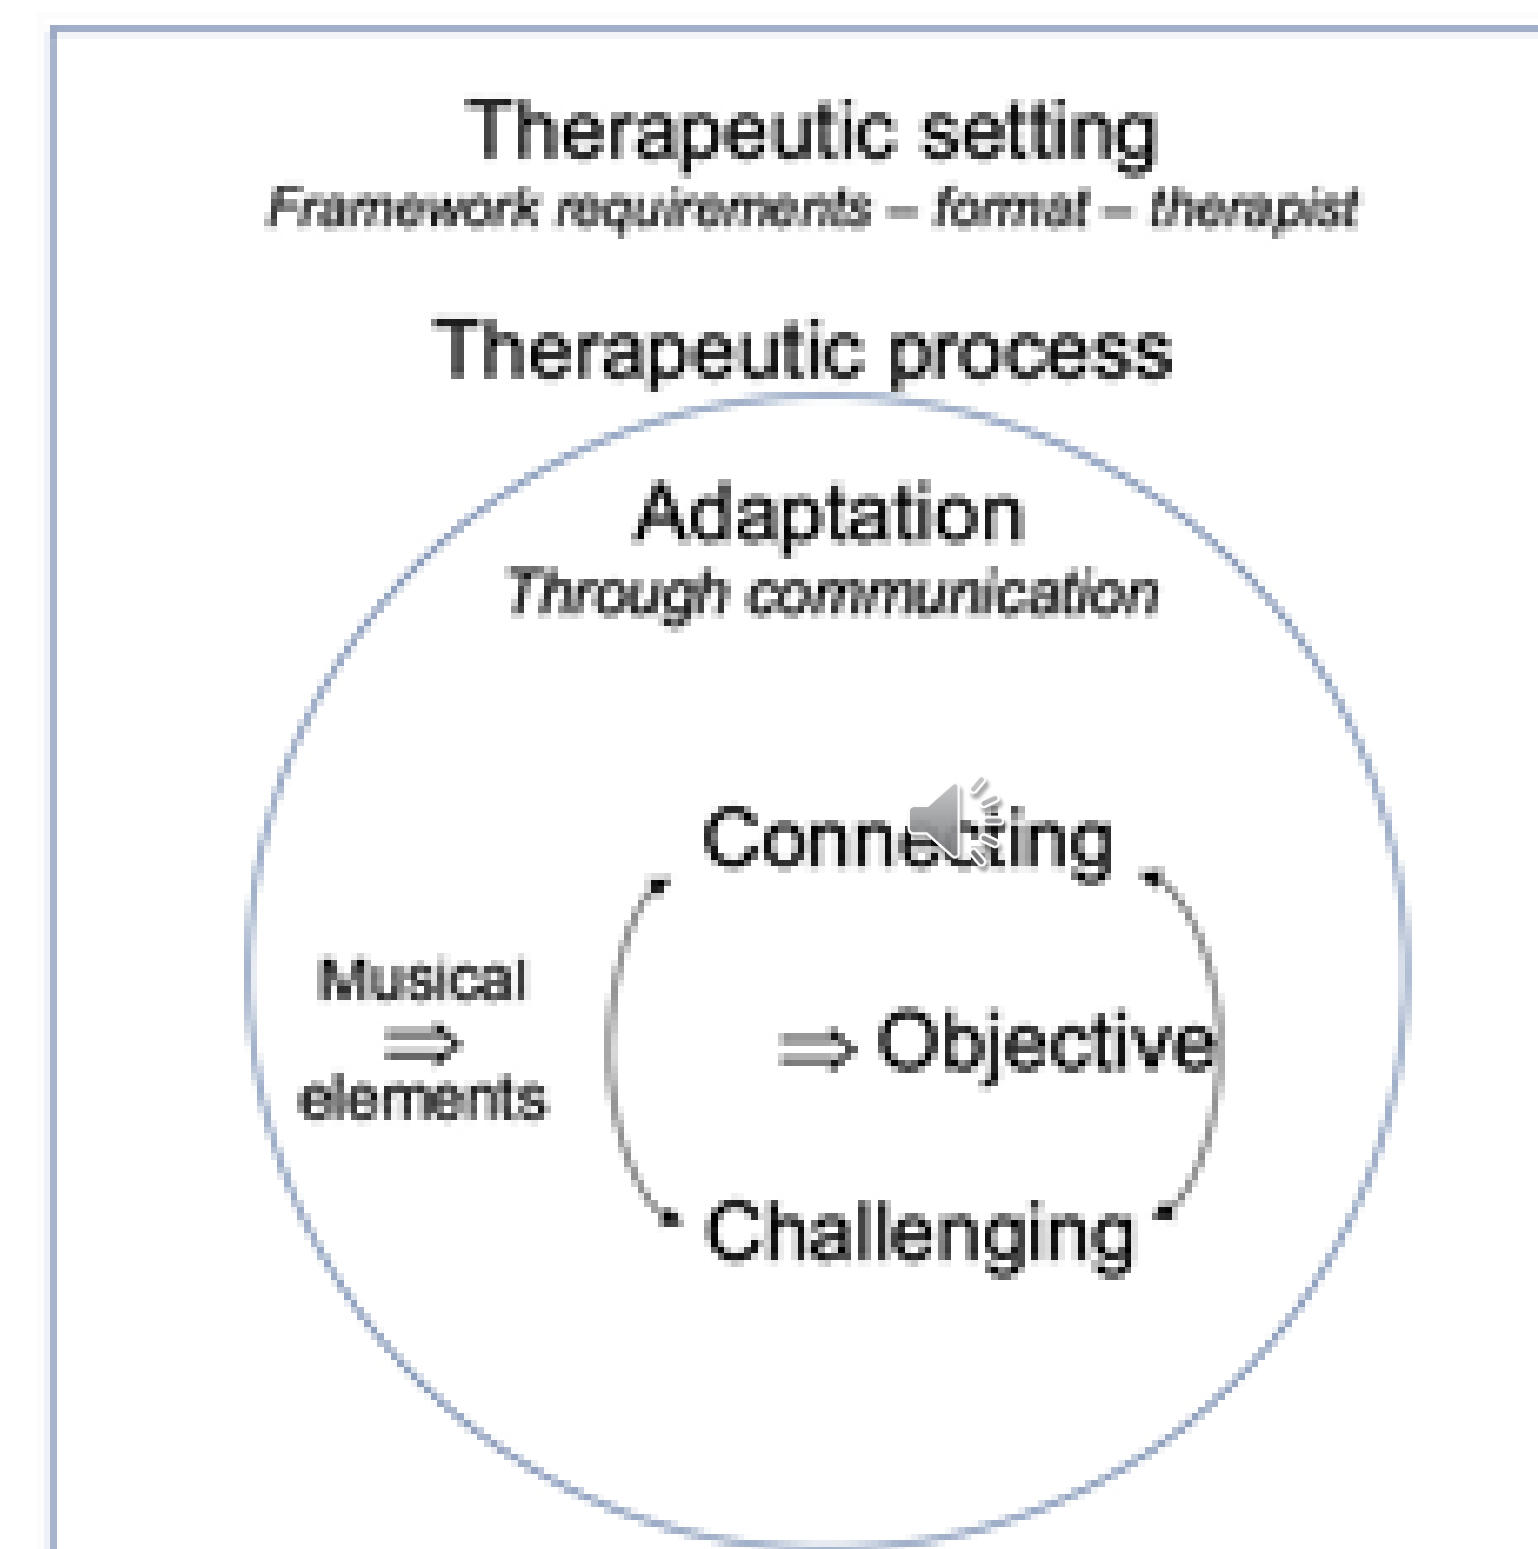 Therapeutic setting
Framework requirements – format – therapist
Therapeutic process
Adaptation
Through communication
Connecting
Musical
⇒
elements
⇒ Objective
Challenging